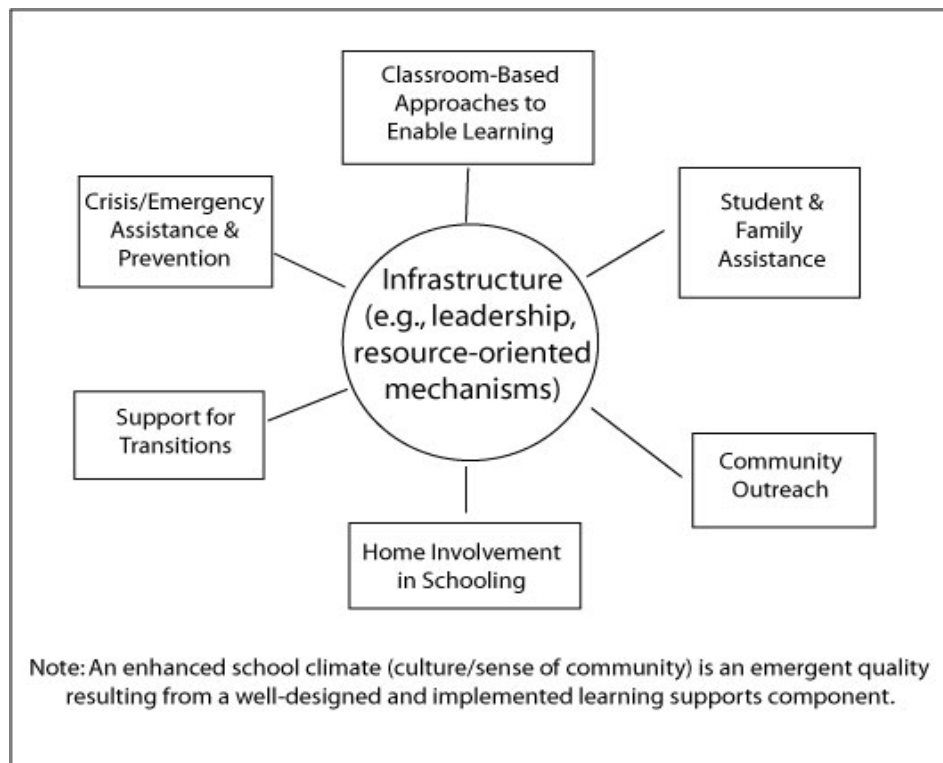 Classroom-Based
Approaches to
Enable Learning
Crisis/Emergency
Assistance &
Prevention
Student &
Family
Assistance
Infrastructure
(e.g., leadership,
resource-oriented
mechanisms)
Support for
Transitions
Community
Outreach
Home Involvement
in Schooling
Note: An enhanced school climate (culture/sense of community) is an emergent quality
resulting from a well-designed and implemented learning supports component.